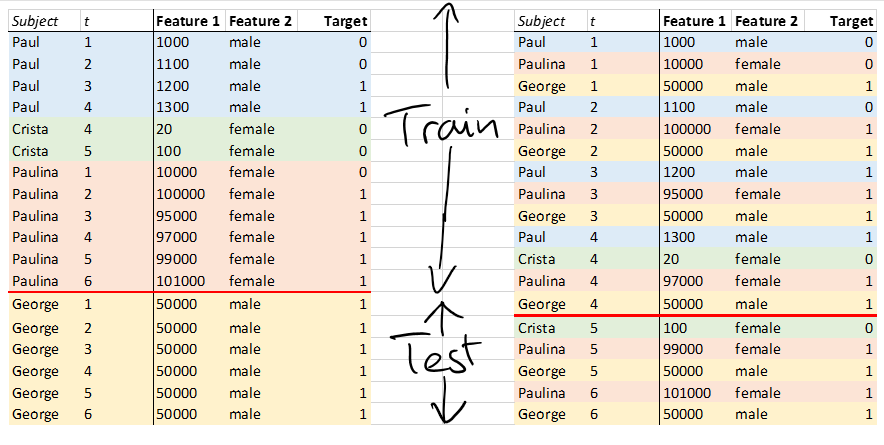 Subject t Feature 1 Feature 2 Target
Paul 1 1000 male 0
Paul 2 1100 male 0
Paul 3 1200 male 1
Paul 4 1300 male 1
Crista 4 20 female 0
Crista 5 100 female 0
Paulina 1 10000 female 0
Paulina 2 100000 female 1
Paulina 3 95000 female 1
Paulina 4 97000 female 1
Paulina 5 99000 female 1
Paulina 6 101000 female 1
George 1 50000 male 1
George 2 50000 male 1
George 3 50000 male 1
George 4 50000 male 1
George 5 50000 male 1
George 6 50000 male 1
Train
Test
Subject t Feature 1 Feature 2 Target
Paul 1 1000 male 0
Paulina 1 10000 female 0
George 1 50000 male 1
Paul 2 1100 male 0
Paulina 2 100000 female 1
George 2 50000 male 1
Paul 3 1200 male 1
Paulina 3 95000 female 1
George 3 50000 male 1
Paul 4 1300 male 1
Crista 4 20 female 0
Paulina 4 97000 female 1
George 4 50000 male 1
Crista 5 100 female 0
Paulina 5 99000 female 1
George 5 50000 male 1
Paulina 6 101000 female 1
George 6 50000 male 1